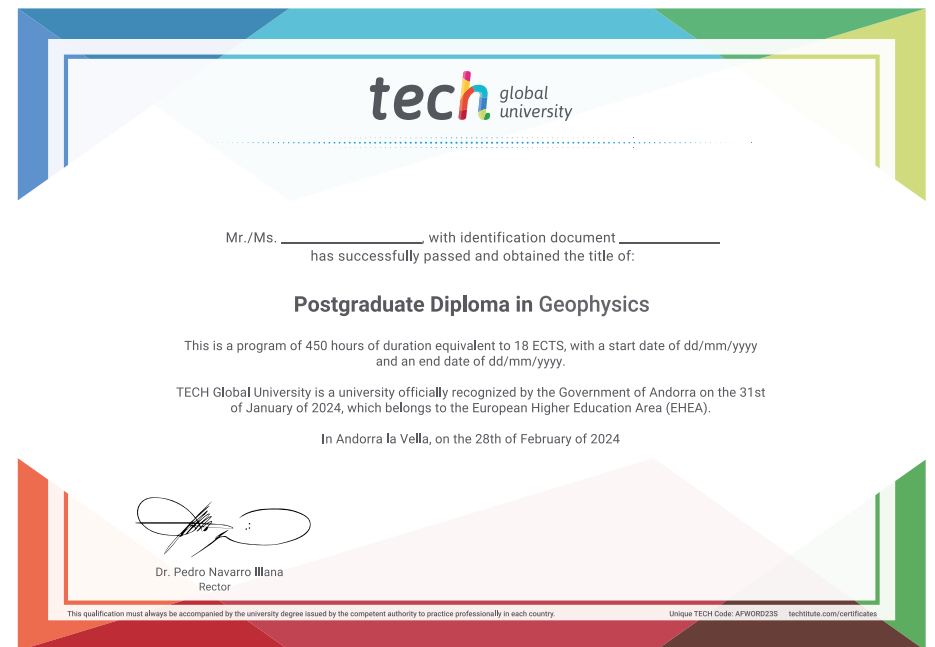 tech global
university
Mr./Ms. ____________________, with identification document ______________
has successfully passed and obtained the title of:
Postgraduate Diploma in Geophysics
This is a program of 450 hours of duration equivalent to 18 ECTS, with a start date of dd/mm/yyyy
and an end date of dd/mm/yyyy.
TECH Global University is a university officially recognized by the Government of Andorra on the 31st
of January of 2024, which belongs to the European Higher Education Area (EHEA).
In Andorra la Vella, on the 28th of February of 2024
Dr. Pedro Navarro Illana
Rector
This qualification must always be accompanied by the university degree issued by the competent authority to practice professionally in each country. Unique TECH Code: AFWORD23S techtitute.com/certificates